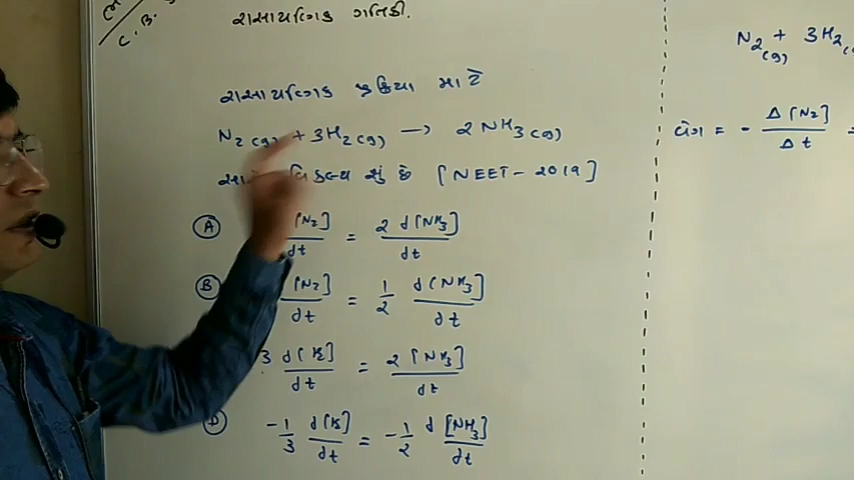 C. B.
રાસાયણિક ગતિકી.
રાસાયણિક પ્રક્રિયા માટે
N₂(g) + 3H₂(g) → 2NH₃(g)
શું છે [NEET-2019]
Ⓐ [N₂]/dt = 2 d[NH₃]/dt
Ⓑ [N₂]/dt = 1/2 d[NH₃]/dt
3 d[H₂]/dt = 2[NH₃]/dt
Ⓓ -1/3 d[H₂]/dt = -1/2 d[NH₃]/dt
N₂(g) + 3H₂(
વેગ = - Δ[N₂]/Δt =